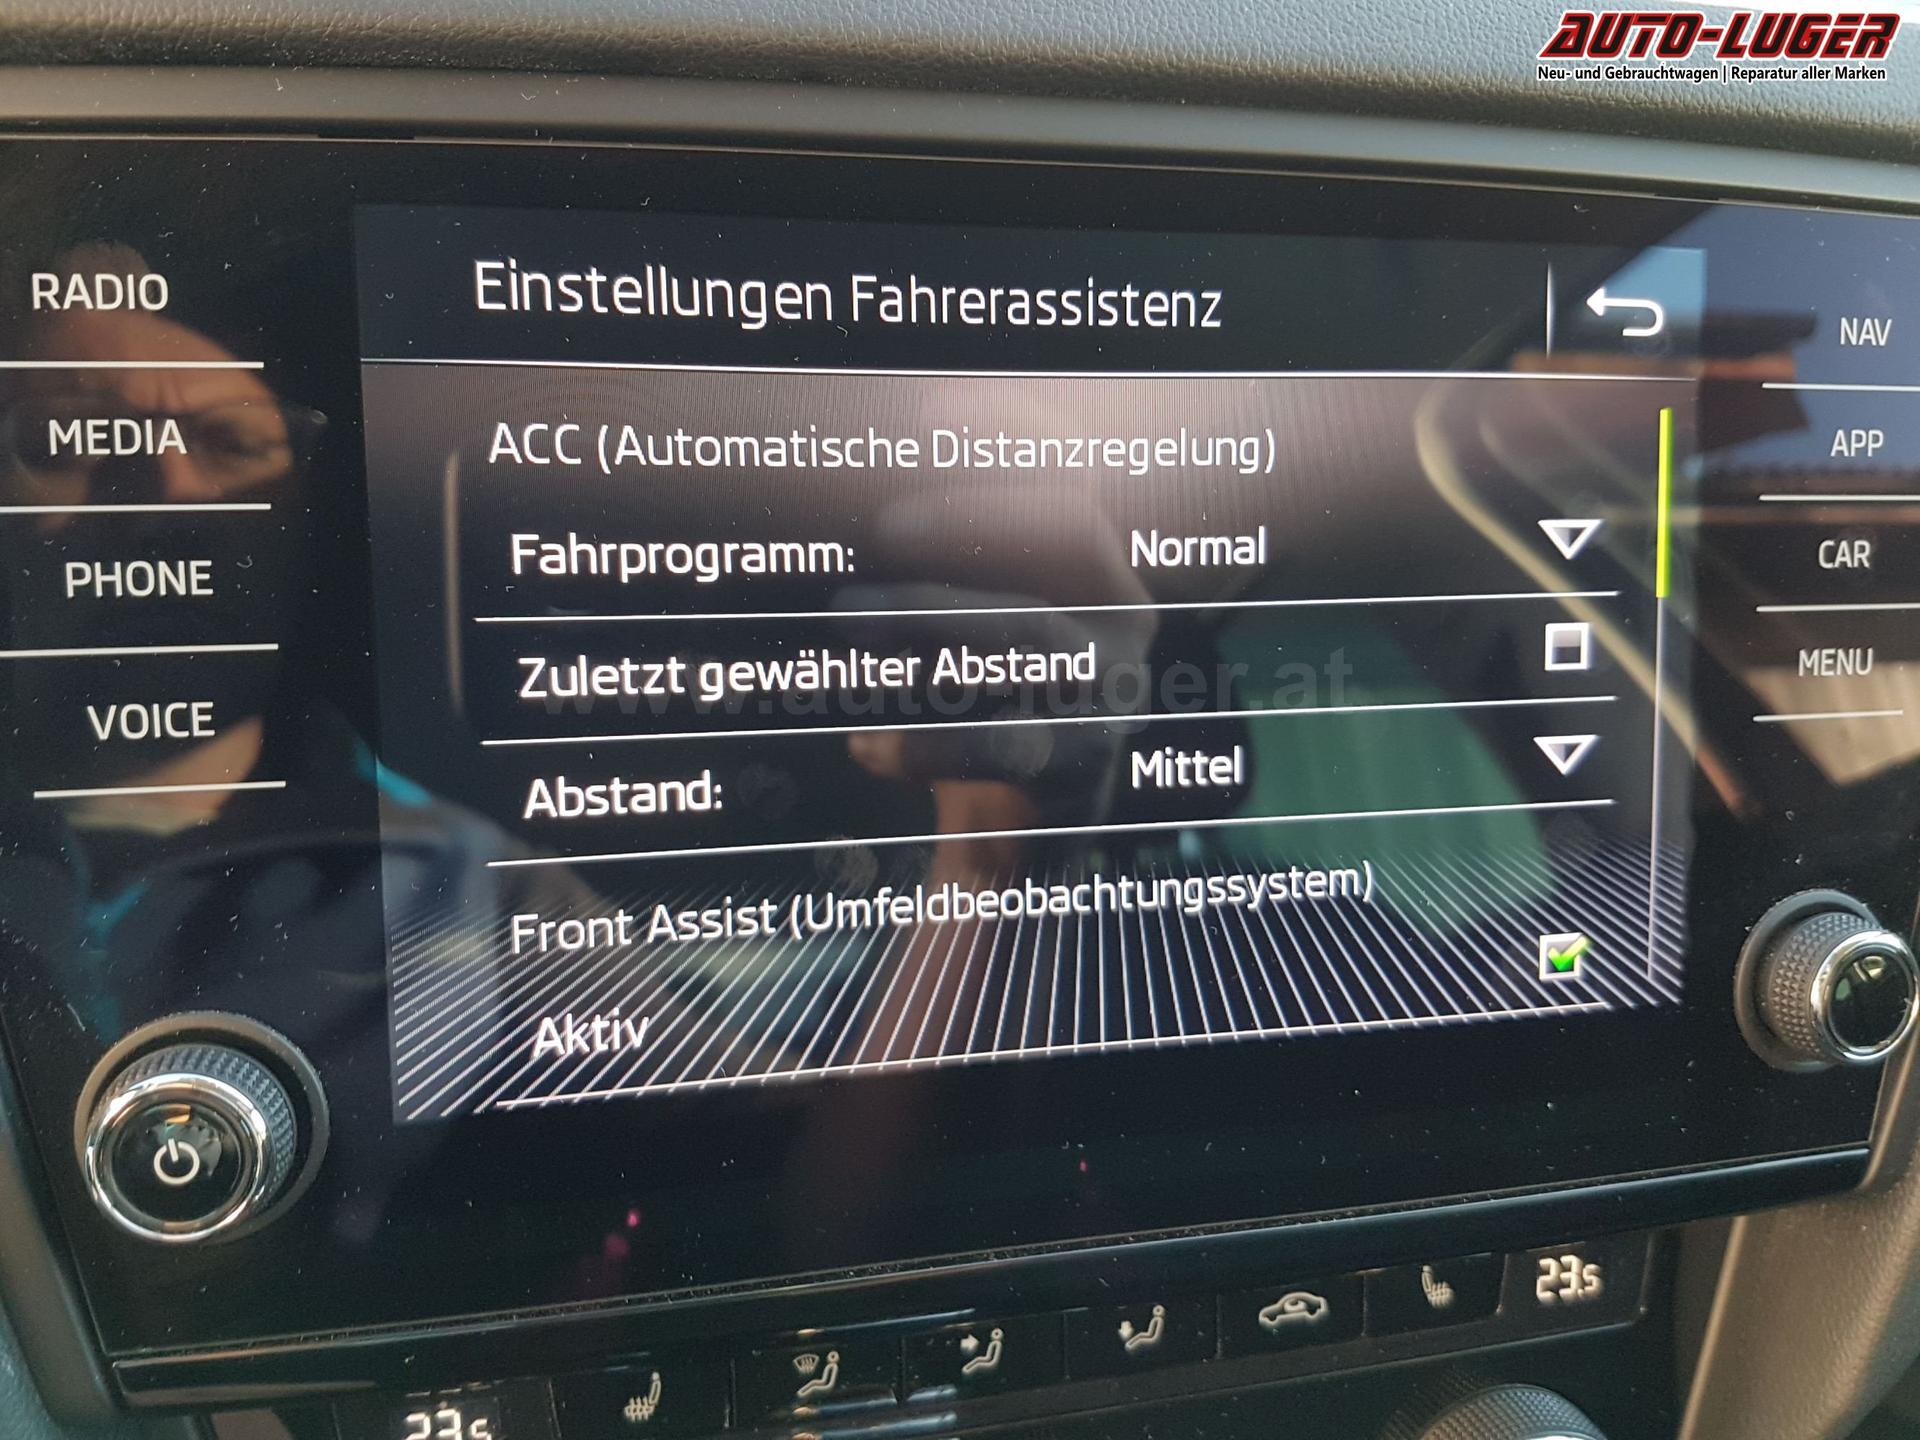 AUTO-LUGER
Neu- und Gebrauchtwagen | Reparatur aller Marken
RADIO
MEDIA
PHONE
VOICE
Einstellungen Fahrerassistenz
ACC (Automatische Distanzregelung)
Fahrprogramm: Normal
Zuletzt gewählter Abstand
www.auto-luger.at
Abstand: Mittel
Front Assist (Umfeldbeobachtungssystem)
Aktiv
NAV
APP
CAR
MENU
23.5
23.5